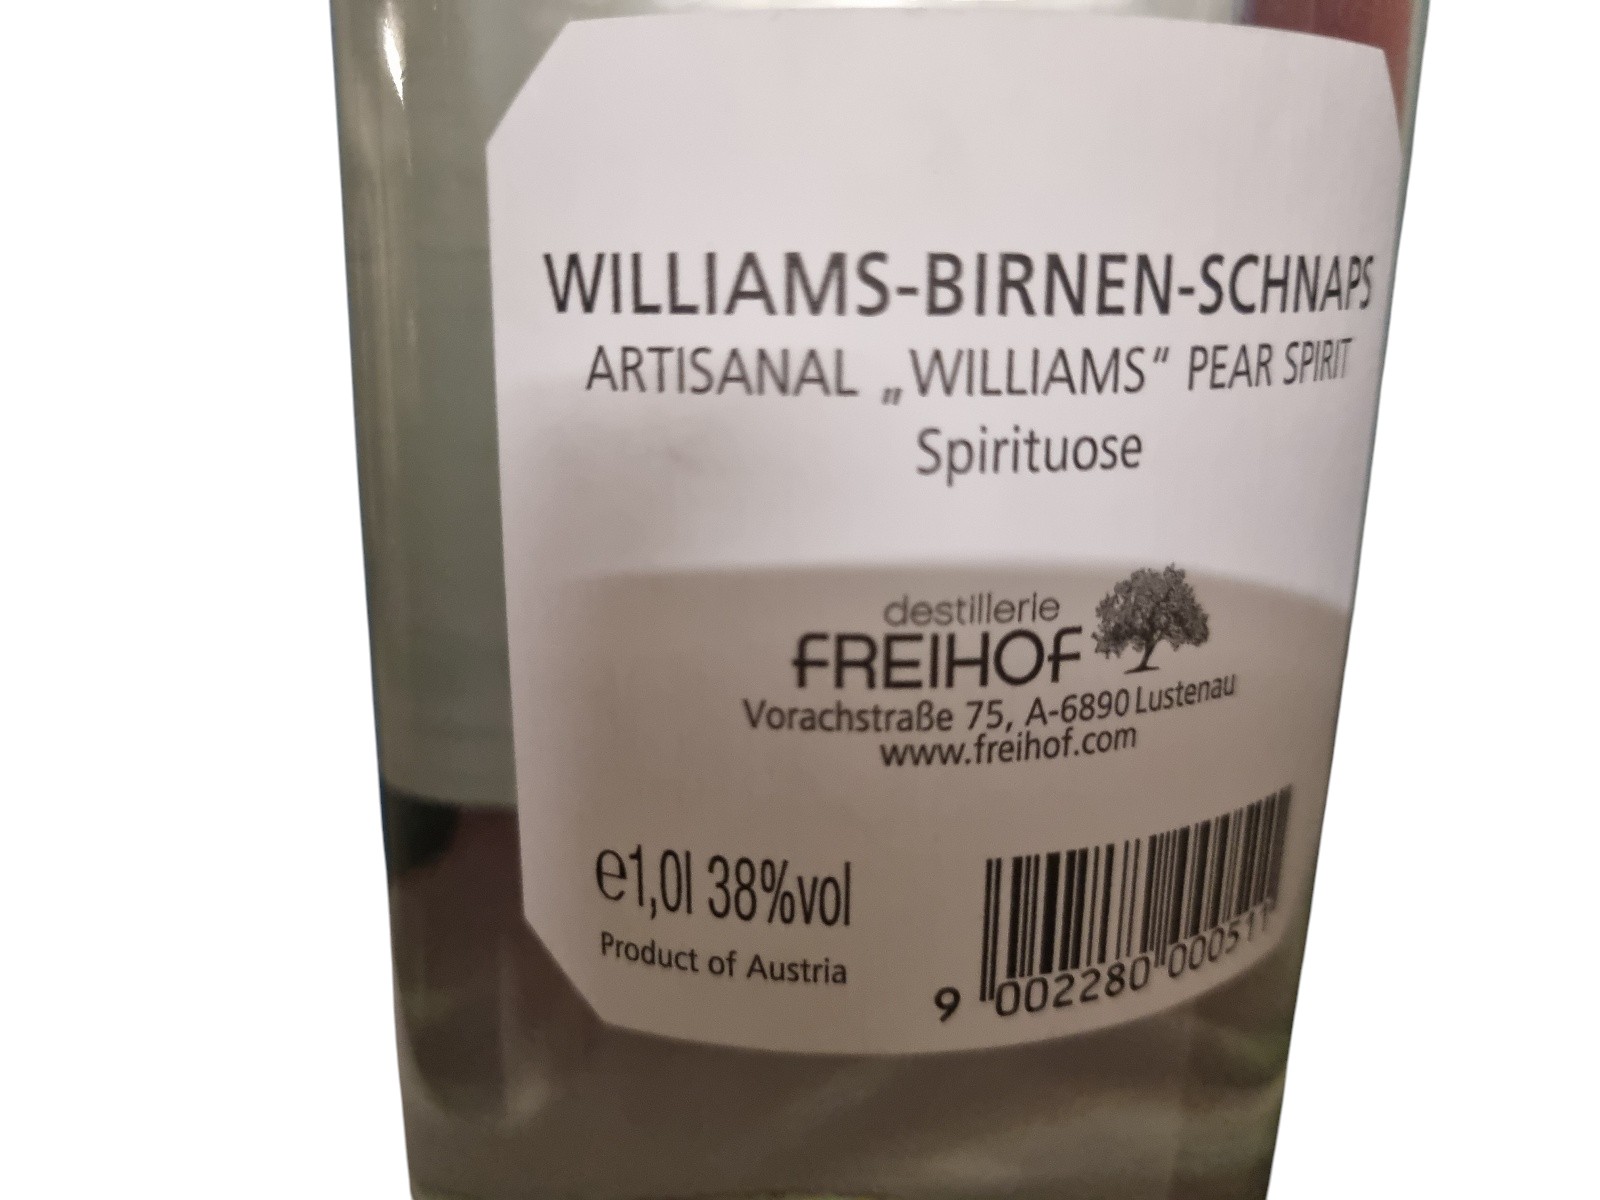 WILLIAMS-BIRNEN-SCHNAPS
ARTISANAL „WILLIAMS“ PEAR SPIRIT
Spirituose
destillerie
FREIHOF
Vorachstraße 75, A-6890 Lustenau
www.freihof.com
℮1,0l 38%vol
Product of Austria
9 002280 000511